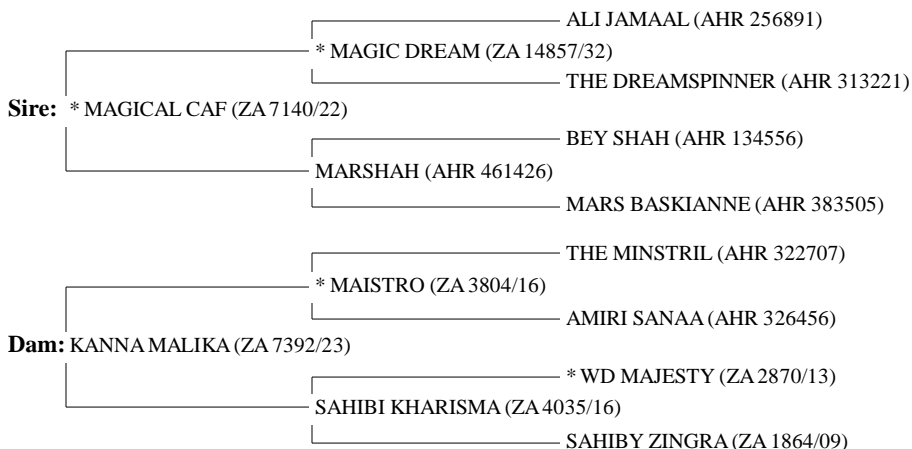 ALI JAMAAL (AHR 256891)
* MAGIC DREAM (ZA 14857/32)
THE DREAMSPINNER (AHR 313221)
Sire: * MAGICAL CAF (ZA 7140/22)
BEY SHAH (AHR 134556)
MARSHAH (AHR 461426)
MARS BASKIANNE (AHR 383505)
THE MINSTRIL (AHR 322707)
* MAISTRO (ZA 3804/16)
AMIRI SANAA (AHR 326456)
Dam: KANNA MALIKA (ZA 7392/23)
* WD MAJESTY (ZA 2870/13)
SAHIBI KHARISMA (ZA 4035/16)
SAHIBY ZINGRA (ZA 1864/09)